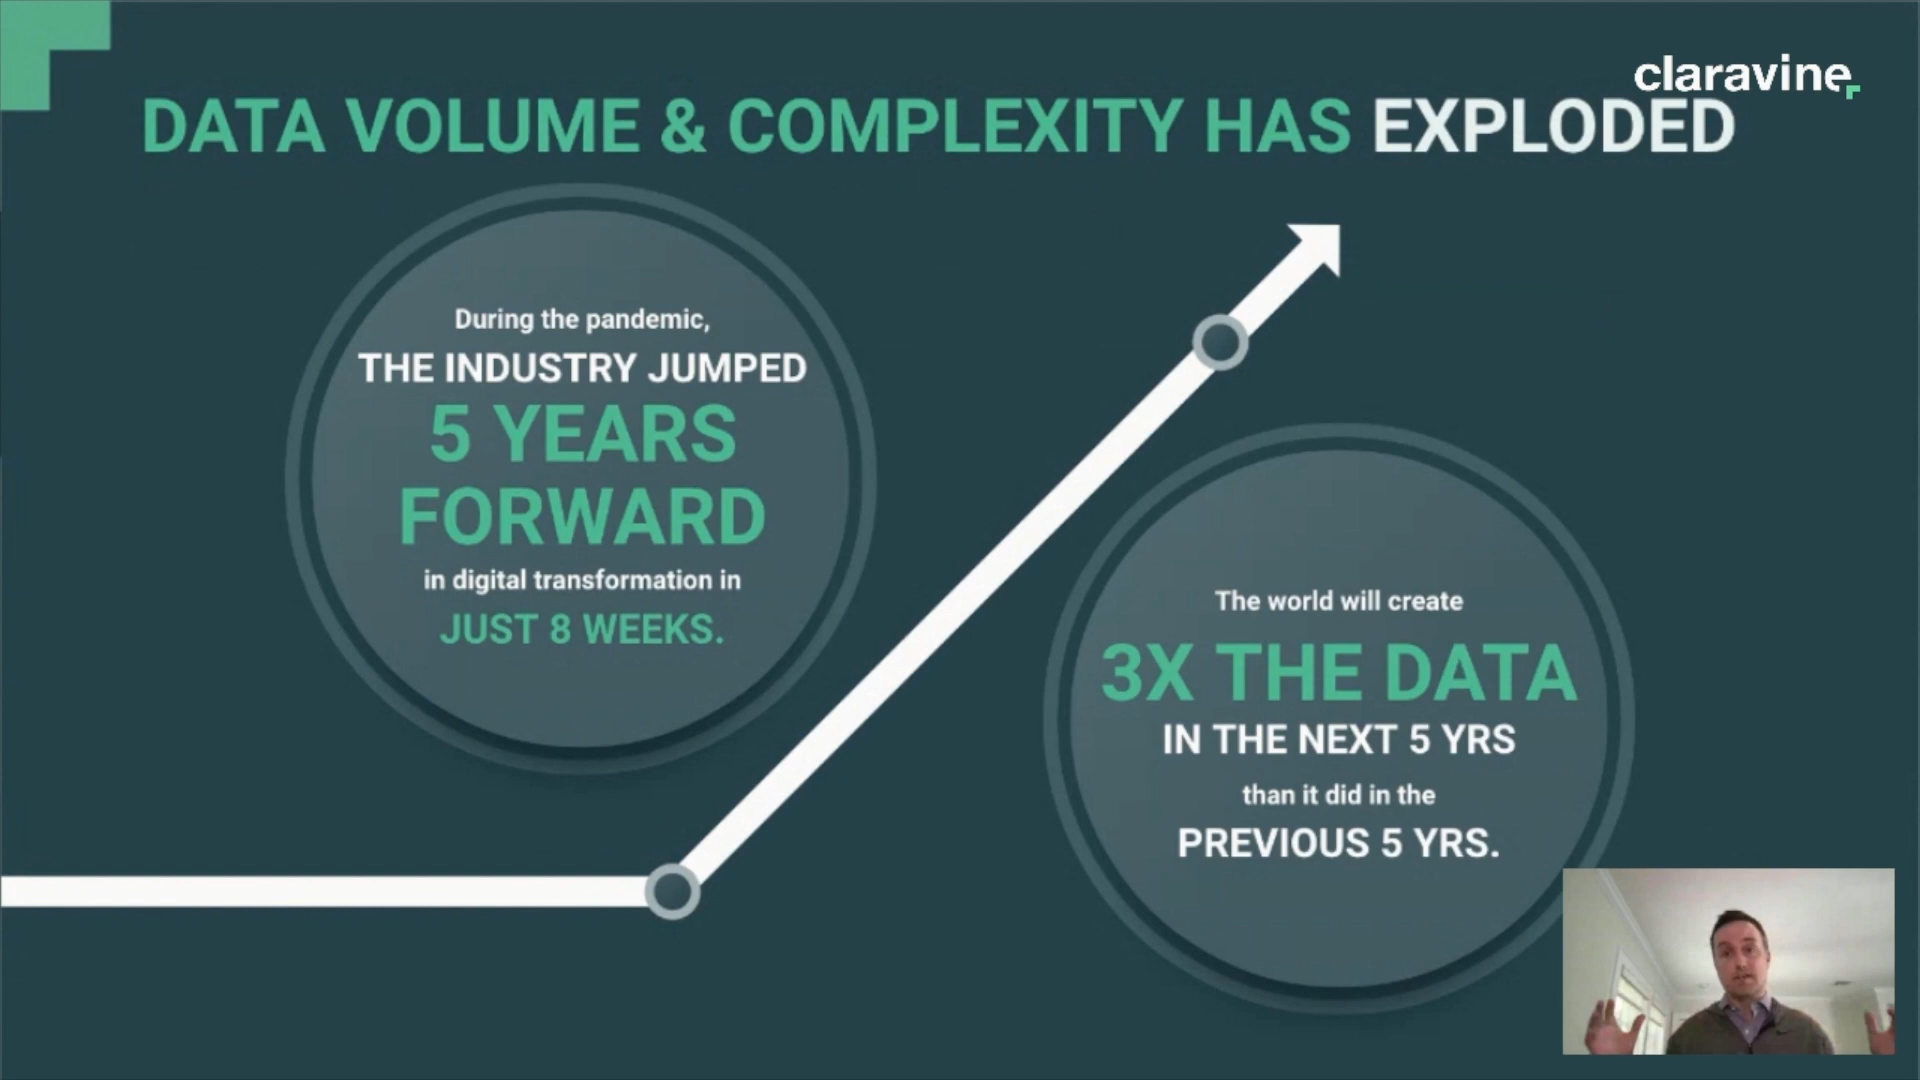 claravine
DATA VOLUME & COMPLEXITY HAS EXPLODED
During the pandemic,
THE INDUSTRY JUMPED
5 YEARS
FORWARD
in digital transformation in
JUST 8 WEEKS.
The world will create
3X THE DATA
IN THE NEXT 5 YRS
than it did in the
PREVIOUS 5 YRS.